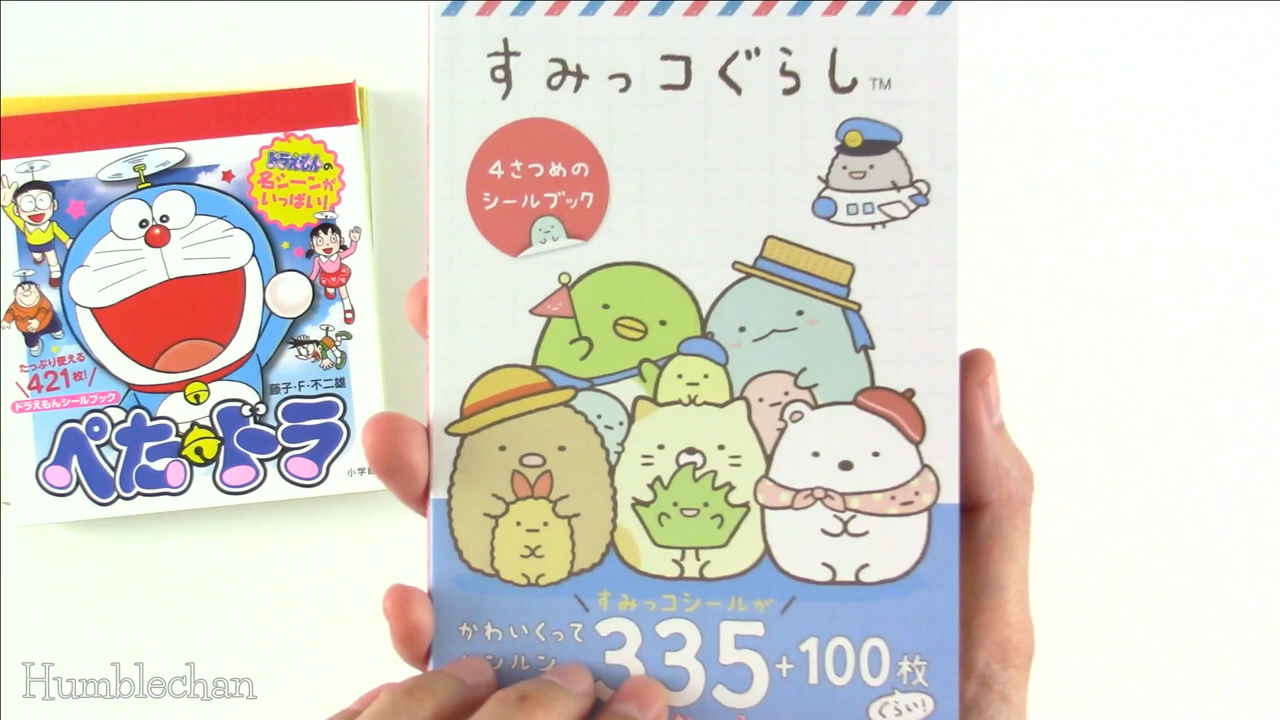 すみっコぐらし™
4さつめの
シールブック
ドラえもんの
名シーンが
いっぱい!
たっぷり使える
421枚!
ドラえもんシールブック
藤子・F・不二雄
ぺたドラ
小学
すみっコシールが
かわいくって
335+100枚
ぐらい!
Humblechan